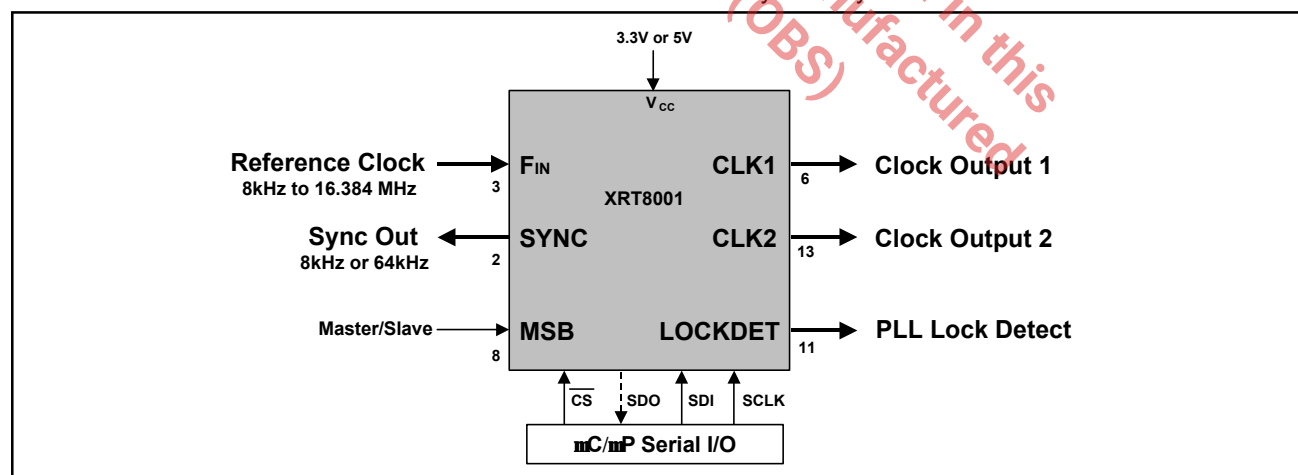 in this
nufactured
(OBS)
3.3V or 5V
VCC
Reference Clock
8kHz to 16.384 MHz
3
FIN
CLK1
6
Clock Output 1
XRT8001
Sync Out
8kHz or 64kHz
2
SYNC
CLK2
13
Clock Output 2
Master/Slave
8
MSB
LOCKDET
11
PLL Lock Detect
CS
SDO
SDI
SCLK
mC/mP Serial I/O